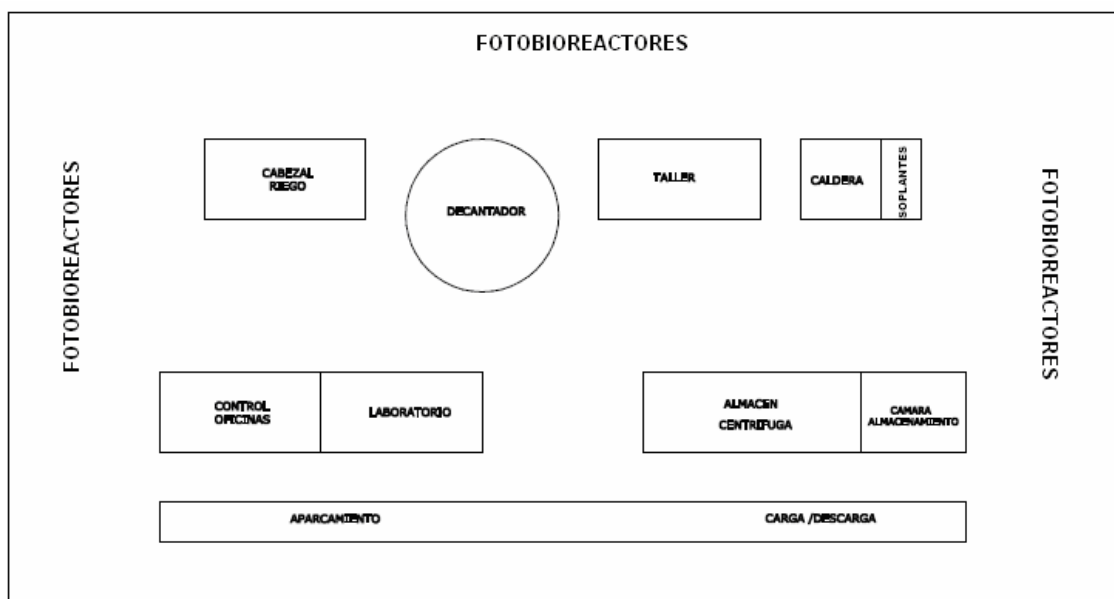 FOTOBIOREACTORES
FOTOBIOREACTORES
CABEZAL
RIEGO
DECANTADOR
TALLER
CALDERA
SOPLANTES
FOTOBIOREACTORES
CONTROL
OFICINAS
LABORATORIO
ALMACEN
CENTRIFUGA
CAMARA
ALMACENAMIENTO
APARCAMIENTO
CARGA /DESCARGA